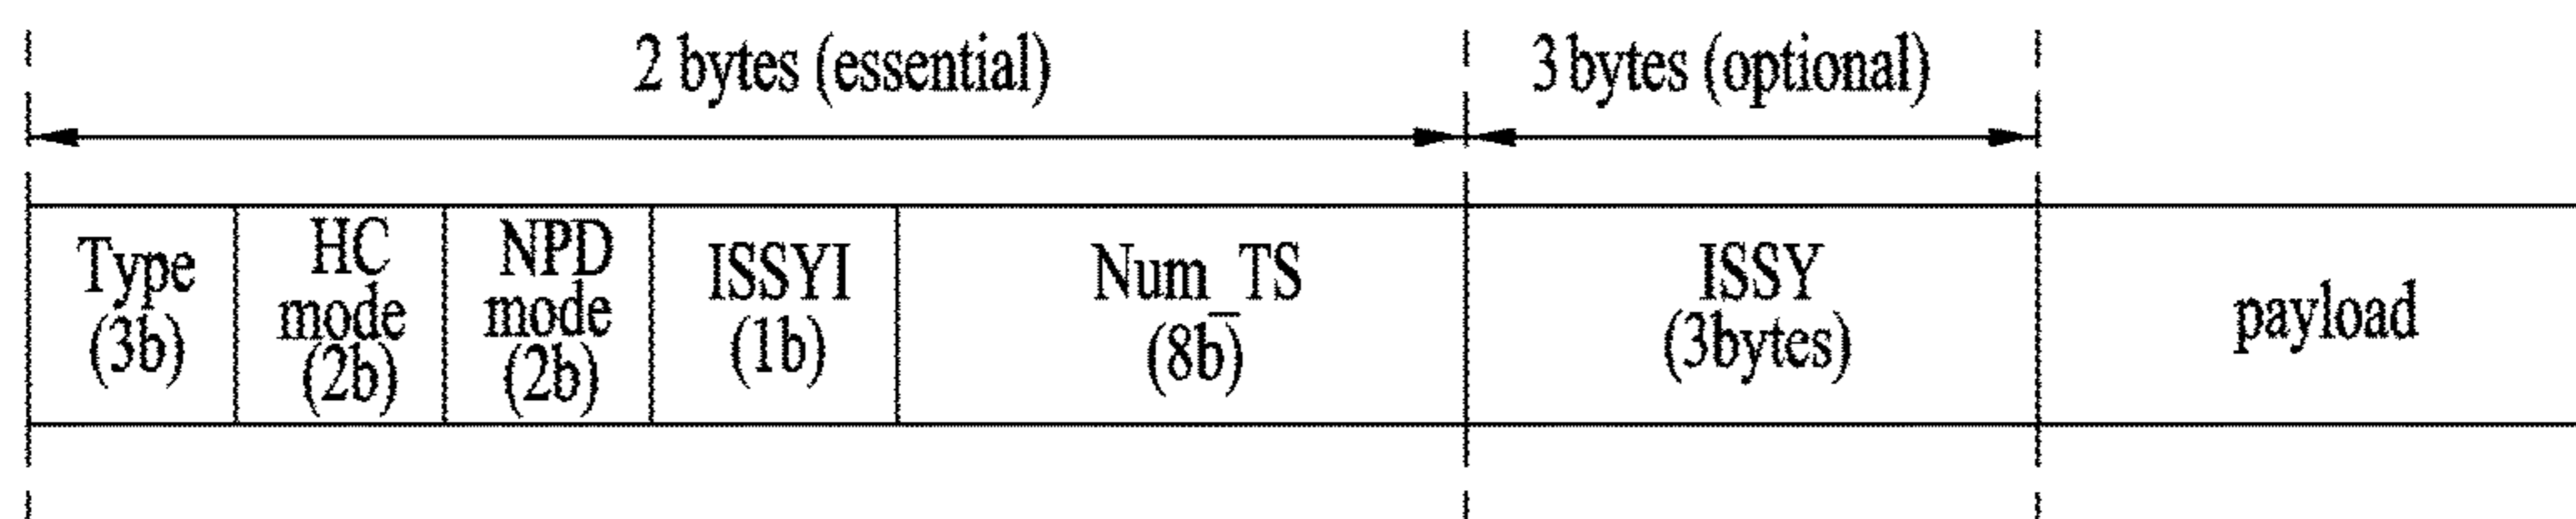 2 bytes (essential)
3 bytes (optional)
Type
(3b)
HC
mode
(2b)
NPD
mode
(2b)
ISSYI
(1b)
Num_TS
(8b)
ISSY
(3bytes)
payload